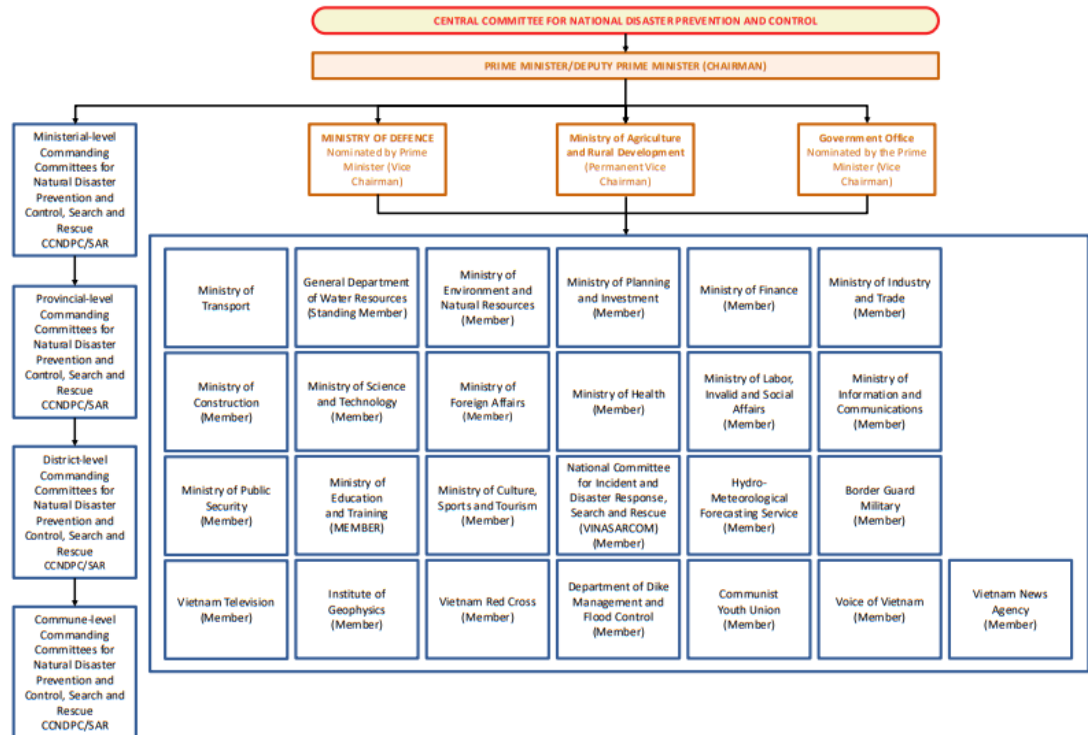 CENTRAL COMMITTEE FOR NATIONAL DISASTER PREVENTION AND CONTROL
PRIME MINISTER/DEPUTY PRIME MINISTER (CHAIRMAN)
Ministerial-level
Commanding
Committees for
Natural Disaster
Prevention and
Control, Search and
Rescue
CCNDPC/SAR
MINISTRY OF DEFENCE
Nominated by Prime
Minister (Vice
Chairman)
Ministry of Agriculture
and Rural Development
(Permanent Vice
Chairman)
Government Office
Nominated by the Prime
Minister (Vice
Chairman)
Provincial-level
Commanding
Committees for
Natural Disaster
Prevention and
Control, Search and
Rescue
CCNDPC/SAR
District-level
Commanding
Committees for
Natural Disaster
Prevention and
Control, Search and
Rescue
CCNDPC/SAR
Commune-level
Commanding
Committees for
Natural Disaster
Prevention and
Control, Search and
Rescue
CCNDPC/SAR
Ministry of
Transport
General Department
of Water Resources
(Standing Member)
Ministry of
Environment and
Natural Resources
(Member)
Ministry of Planning
and Investment
(Member)
Ministry of Finance
(Member)
Ministry of Industry
and Trade
(Member)
Ministry of
Construction
(Member)
Ministry of Science
and Technology
(Member)
Ministry of
Foreign Affairs
(Member)
Ministry of Health
(Member)
Ministry of Labor,
Invalid and Social
Affairs
(Member)
Ministry of
Information and
Communications
(Member)
Ministry of Public
Security
(Member)
Ministry of
Education
and Training
(MEMBER)
Ministry of Culture,
Sports and Tourism
(Member)
National Committee
for Incident and
Disaster Response,
Search and Rescue
(VINASARCOM)
(Member)
Hydro-
Meteorological
Forecasting Service
(Member)
Border Guard
Military
(Member)
Vietnam Television
(Member)
Institute of
Geophysics
(Member)
Vietnam Red Cross
(Member)
Department of Dike
Management and
Flood Control
(Member)
Communist
Youth Union
(Member)
Voice of Vietnam
(Member)
Vietnam News
Agency
(Member)